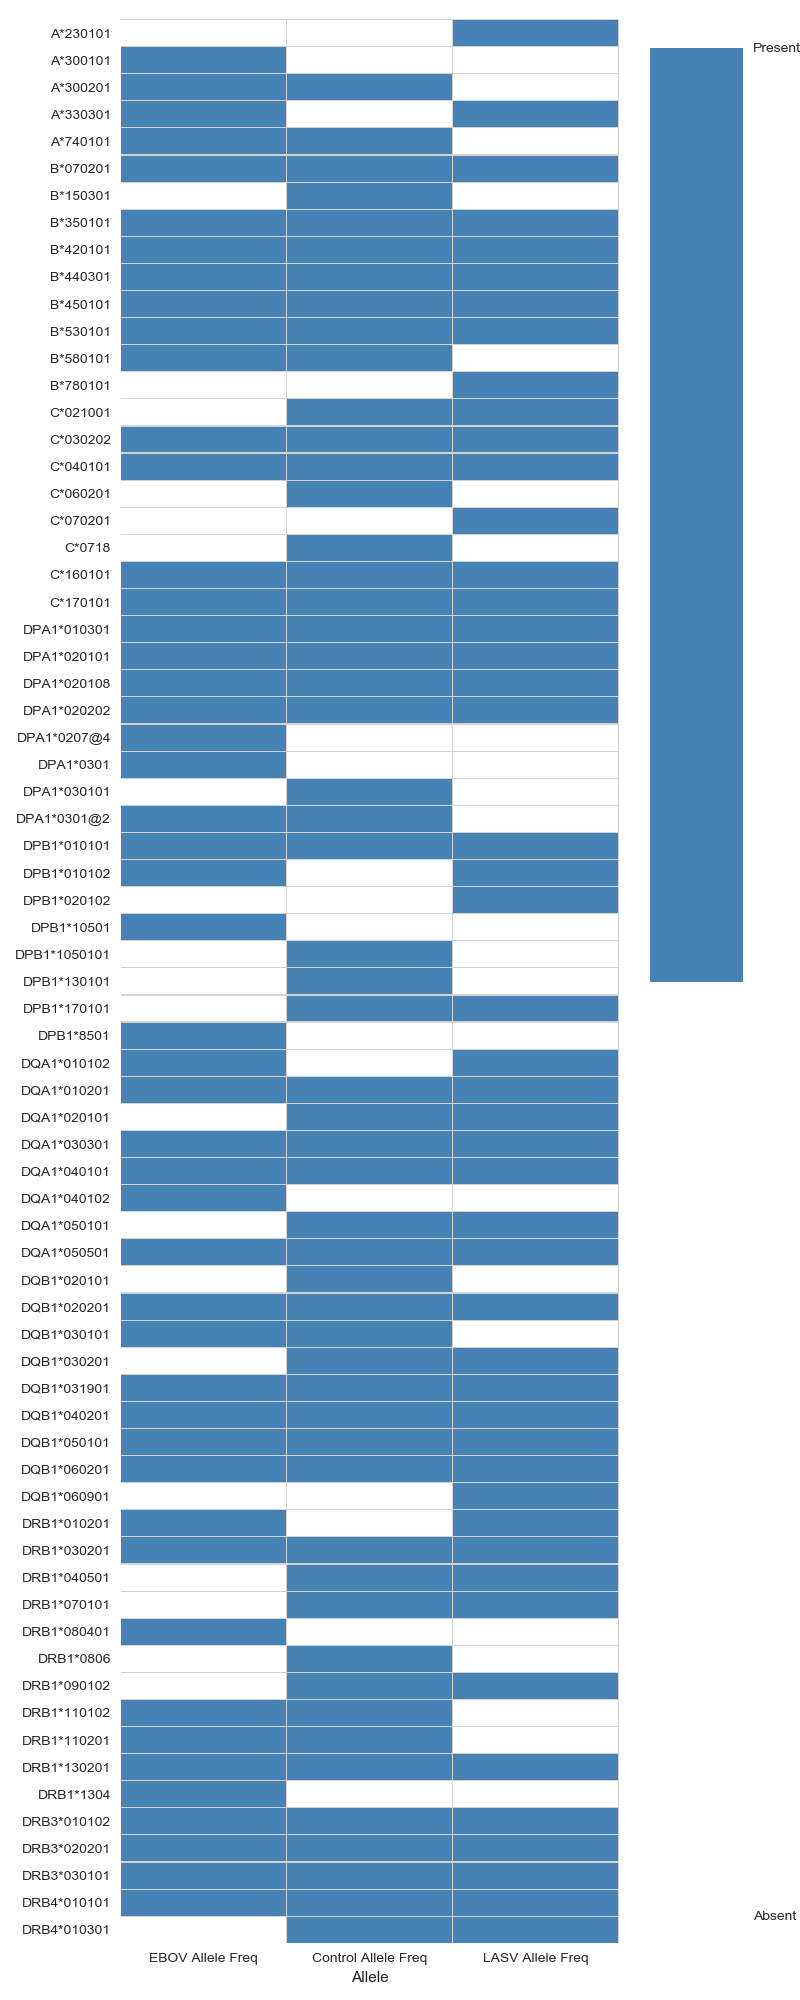 A*230101
A*300101
A*300201
A*330301
A*740101
B*070201
B*150301
B*350101
B*420101
B*440301
B*450101
B*530101
B*580101
B*780101
C*021001
C*030202
C*040101
C*060201
C*070201
C*0718
C*160101
C*170101
DPA1*010301
DPA1*020101
DPA1*020108
DPA1*020202
DPA1*0207@4
DPA1*0301
DPA1*030101
DPA1*0301@2
DPB1*010101
DPB1*010102
DPB1*020102
DPB1*10501
DPB1*1050101
DPB1*130101
DPB1*170101
DPB1*8501
DQA1*010102
DQA1*010201
DQA1*020101
DQA1*030301
DQA1*040101
DQA1*040102
DQA1*050101
DQA1*050501
DQB1*020101
DQB1*020201
DQB1*030101
DQB1*030201
DQB1*031901
DQB1*040201
DQB1*050101
DQB1*060201
DQB1*060901
DRB1*010201
DRB1*030201
DRB1*040501
DRB1*070101
DRB1*080401
DRB1*0806
DRB1*090102
DRB1*110102
DRB1*110201
DRB1*130201
DRB1*1304
DRB3*010102
DRB3*020201
DRB3*030101
DRB4*010101
DRB4*010301
EBOV Allele Freq Control Allele Freq LASV Allele Freq
Allele
Present
Absent